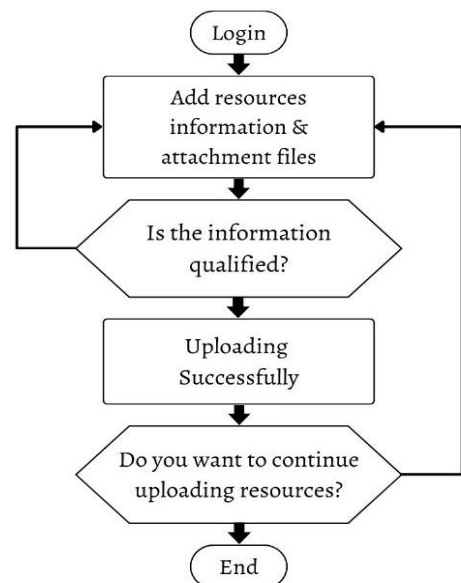 Login
Add resources
information &
attachment files
Is the information
qualified?
Uploading
Successfully
Do you want to continue
uploading resources?
End